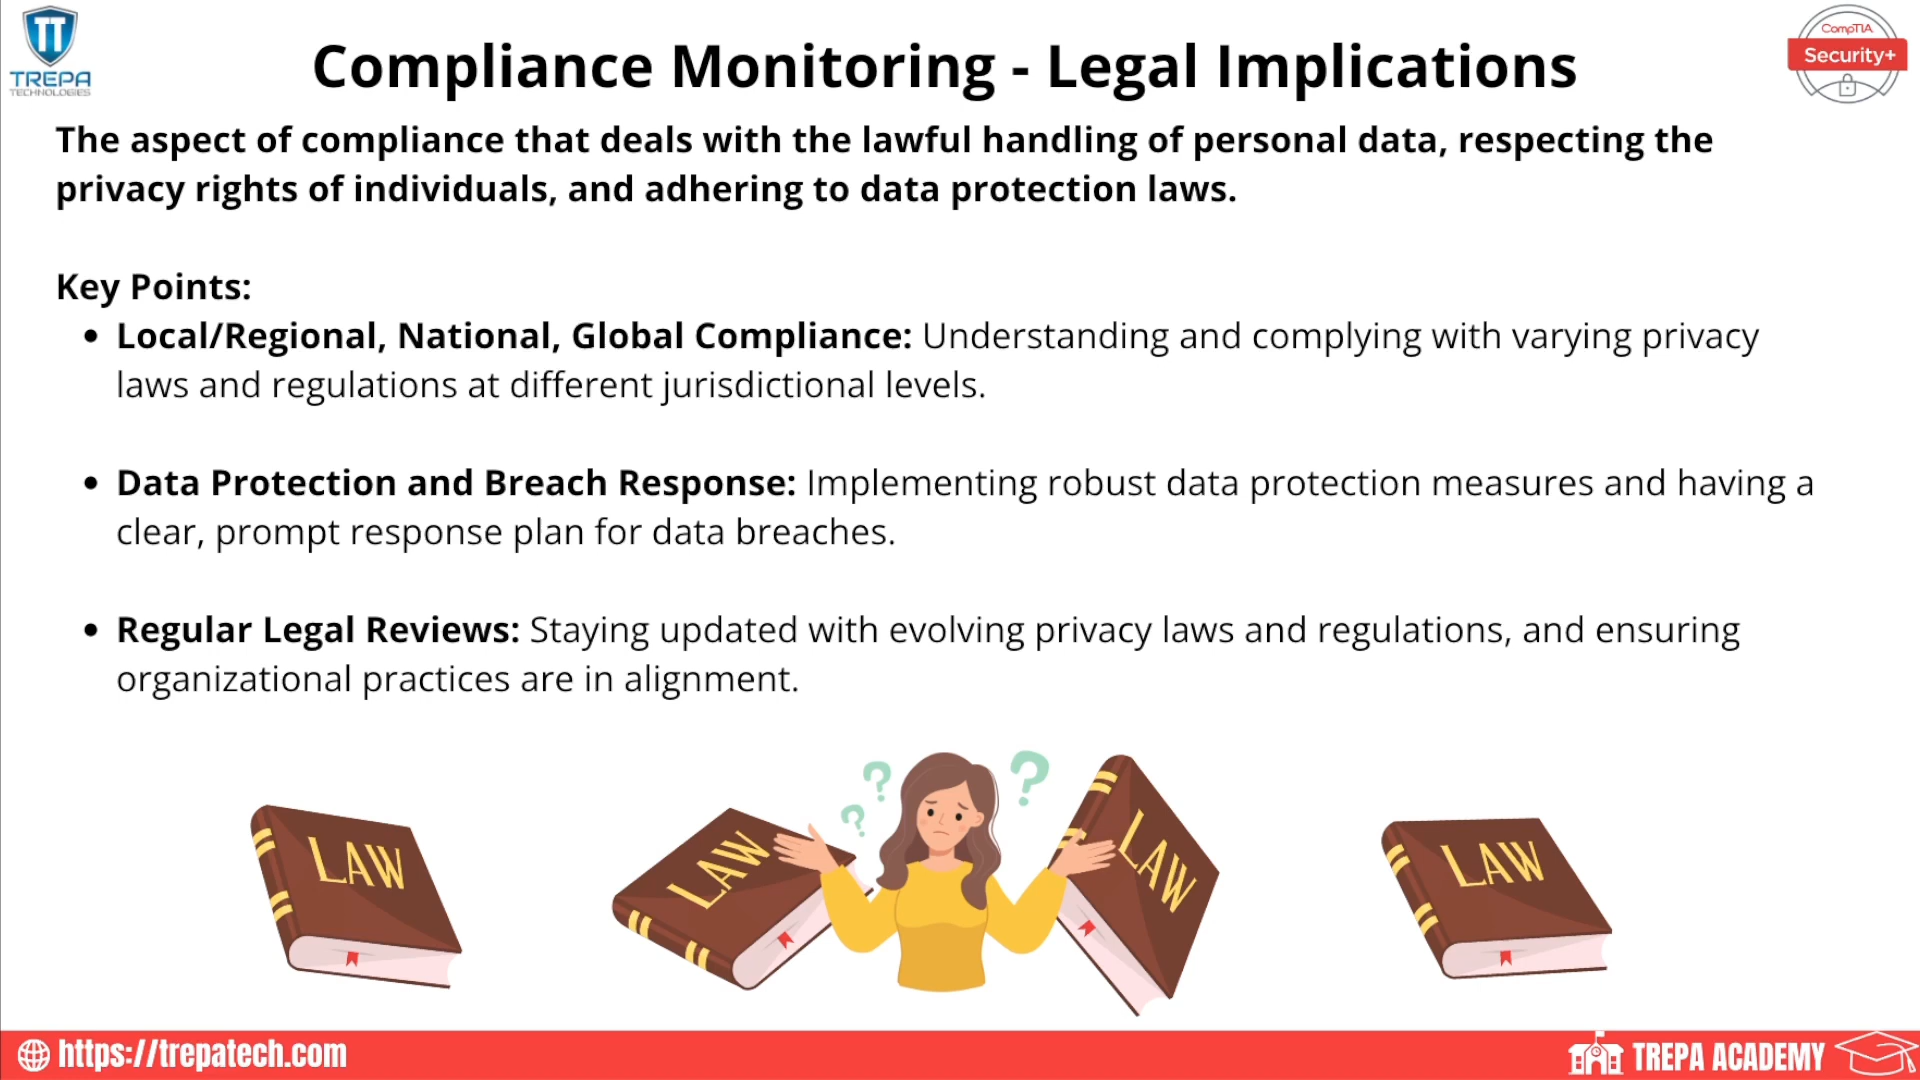 TREPA
TECHNOLOGIES
Compliance Monitoring - Legal Implications
CompTIA
Security+
The aspect of compliance that deals with the lawful handling of personal data, respecting the
privacy rights of individuals, and adhering to data protection laws.
Key Points:
• Local/Regional, National, Global Compliance: Understanding and complying with varying privacy
laws and regulations at different jurisdictional levels.
• Data Protection and Breach Response: Implementing robust data protection measures and having a
clear, prompt response plan for data breaches.
• Regular Legal Reviews: Staying updated with evolving privacy laws and regulations, and ensuring
organizational practices are in alignment.
? ? ?
LAW
LAW
LAW
LAW
https://trepatech.com
TREPA ACADEMY